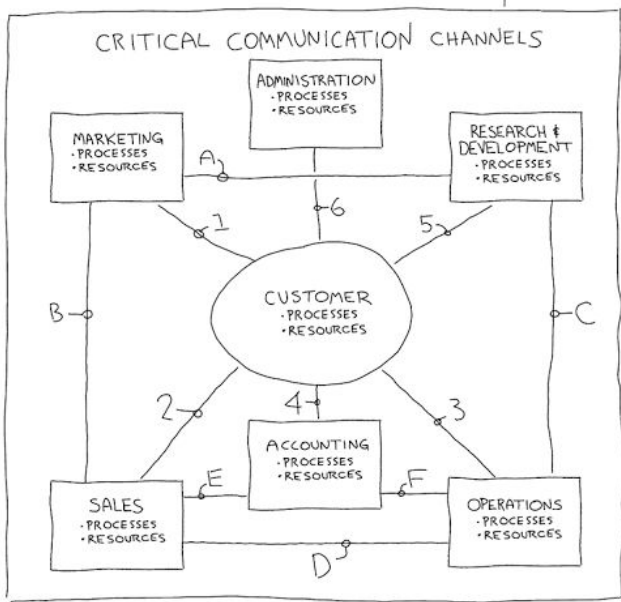 CRITICAL COMMUNICATION CHANNELS
ADMINISTRATION
• PROCESSES
• RESOURCES
MARKETING
• PROCESSES
• RESOURCES
RESEARCH &
DEVELOPMENT
• PROCESSES
• RESOURCES
A
1
6
5
B
CUSTOMER
• PROCESSES
• RESOURCES
C
2
4
3
ACCOUNTING
• PROCESSES
• RESOURCES
E
F
SALES
• PROCESSES
• RESOURCES
OPERATIONS
• PROCESSES
• RESOURCES
D